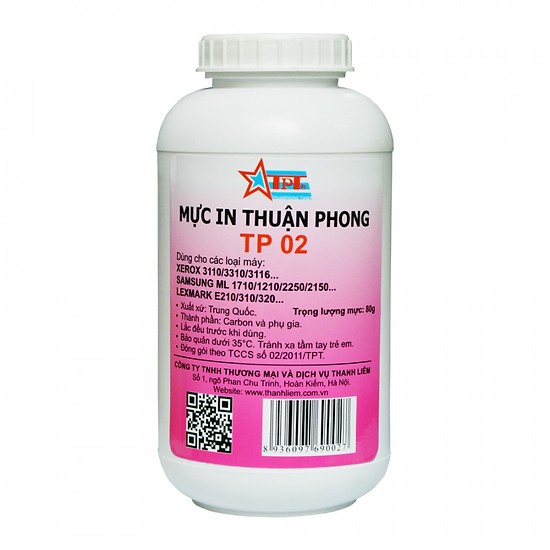 TPT®
MỰC IN THUẬN PHONG
TP 02
Dùng cho các loại máy:
XEROX 3110/3310/3116...
SAMSUNG ML 1710/1210/2250/2150...
LEXMARK E210/310/320...
• Xuất xứ: Trung Quốc. Trọng lượng mực: 80g
• Thành phần: Carbon và phụ gia.
• Lắc đều trước khi dùng.
• Bảo quản dưới 35°C. Tránh xa tầm tay trẻ em.
• Đóng gói theo TCCS số 02/2011/TPT.
CÔNG TY TNHH THƯƠNG MẠI VÀ DỊCH VỤ THANH LIÊM
Số 1, ngõ Phan Chu Trinh, Hoàn Kiếm, Hà Nội.
Website: www.thanhliem.com.vn
8 936097 690027